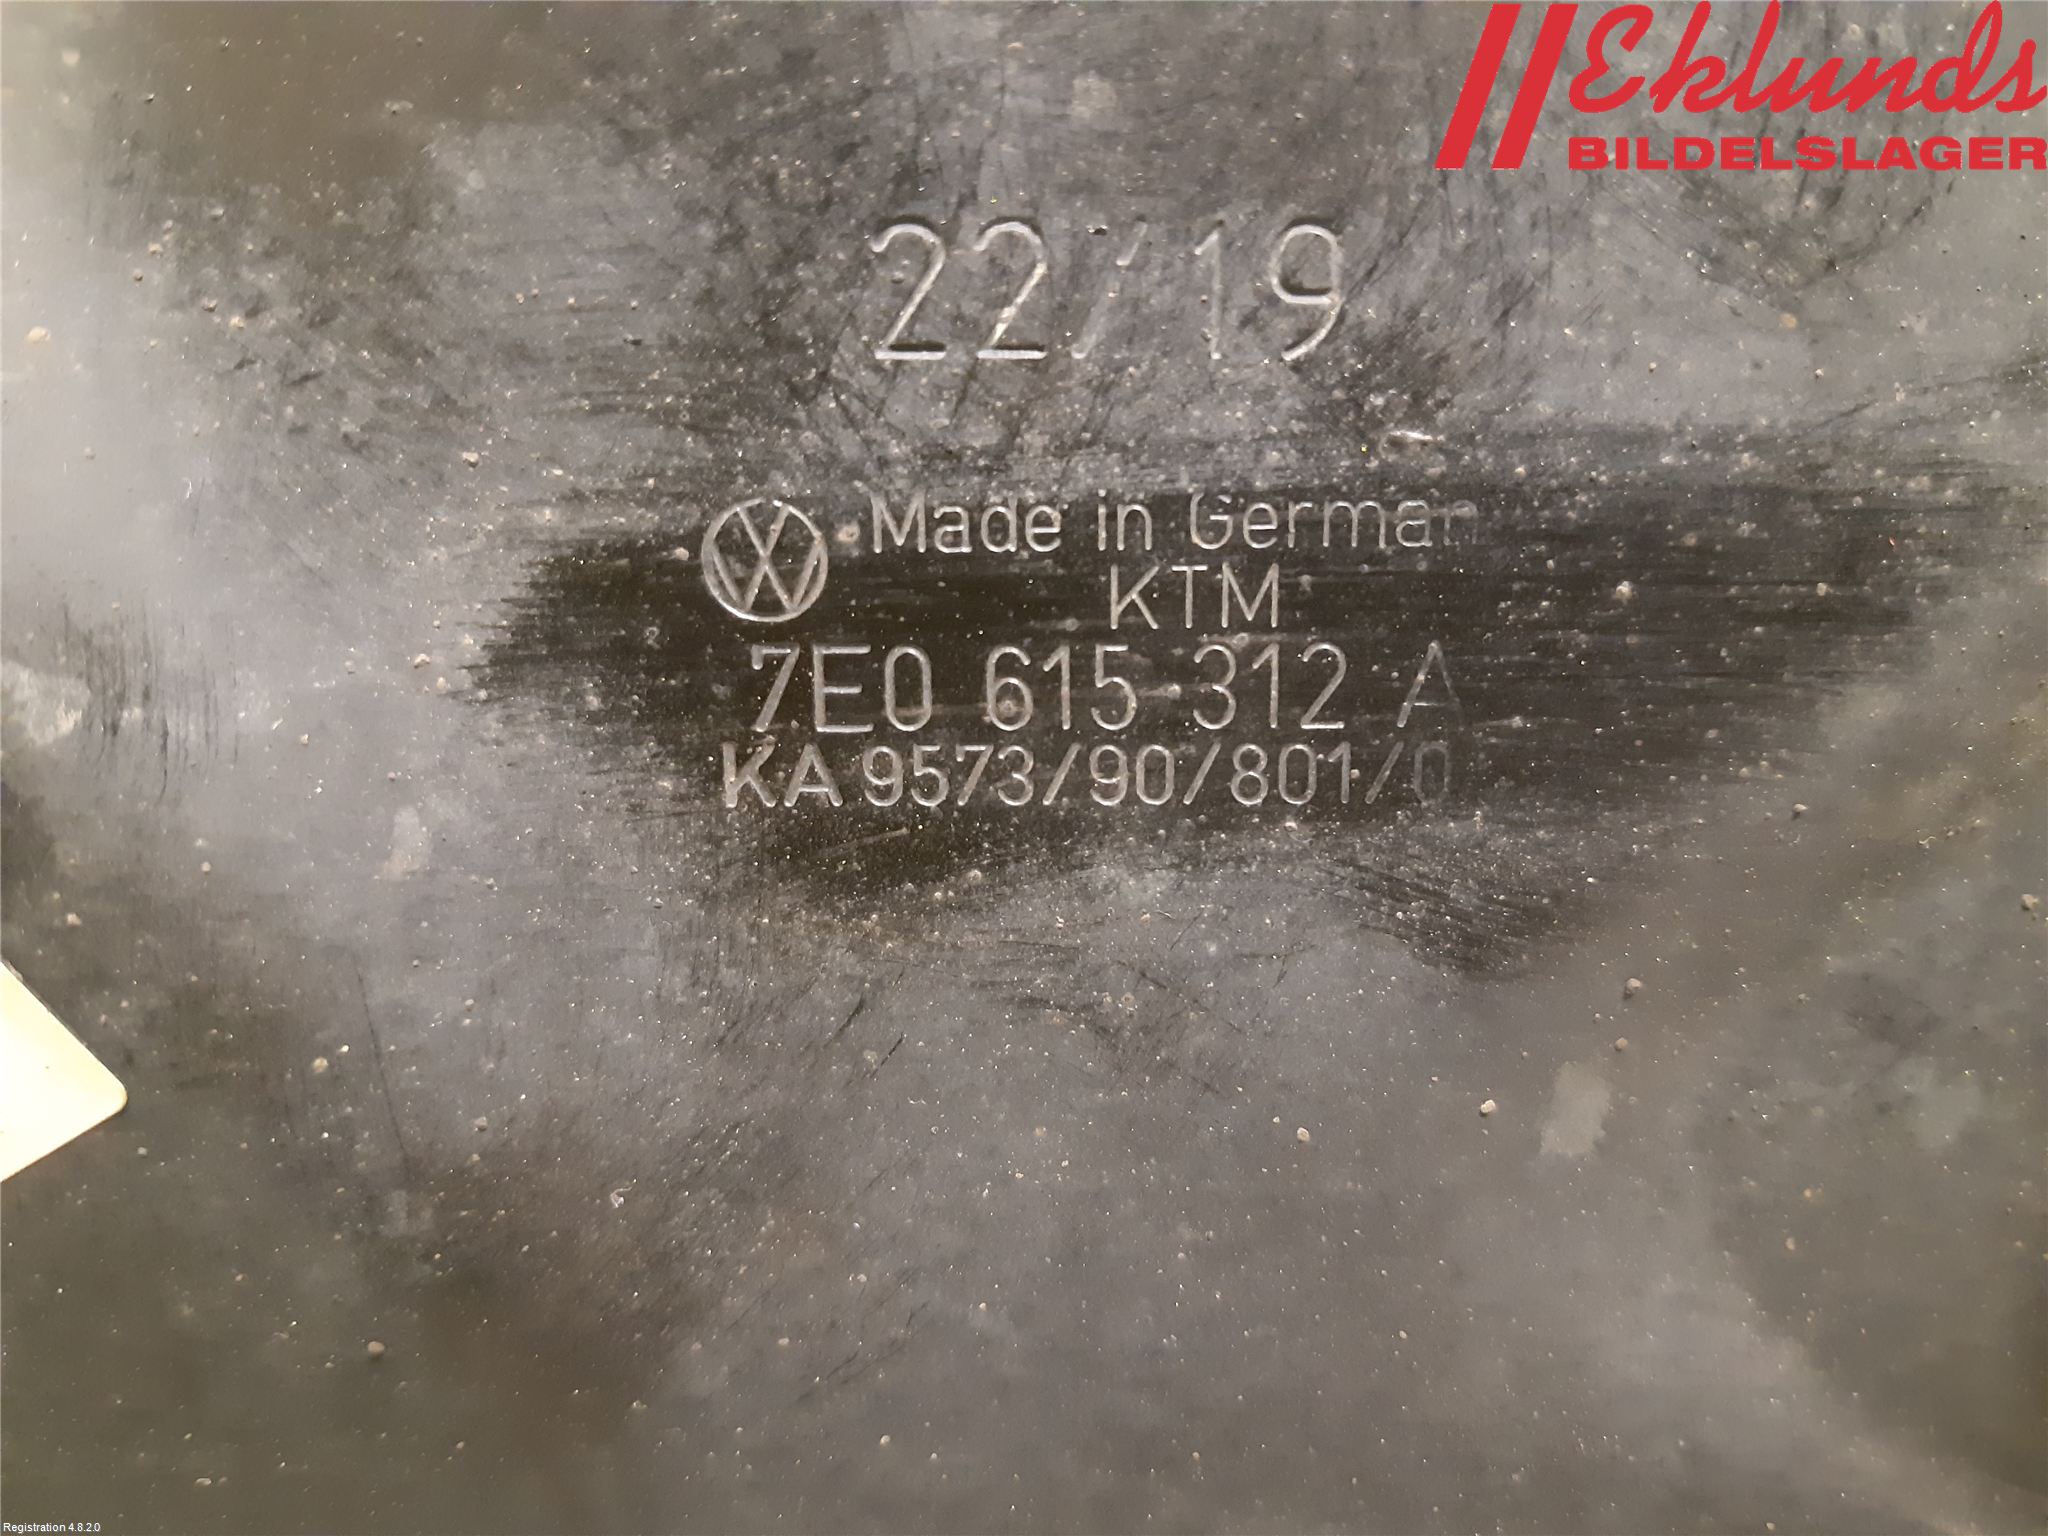 Eklunds
BILDELSLAGER
22/19
Made in German
KTM
7E0 615 312 A
KA 9573/90/801/0
Registration 4.8.2.0